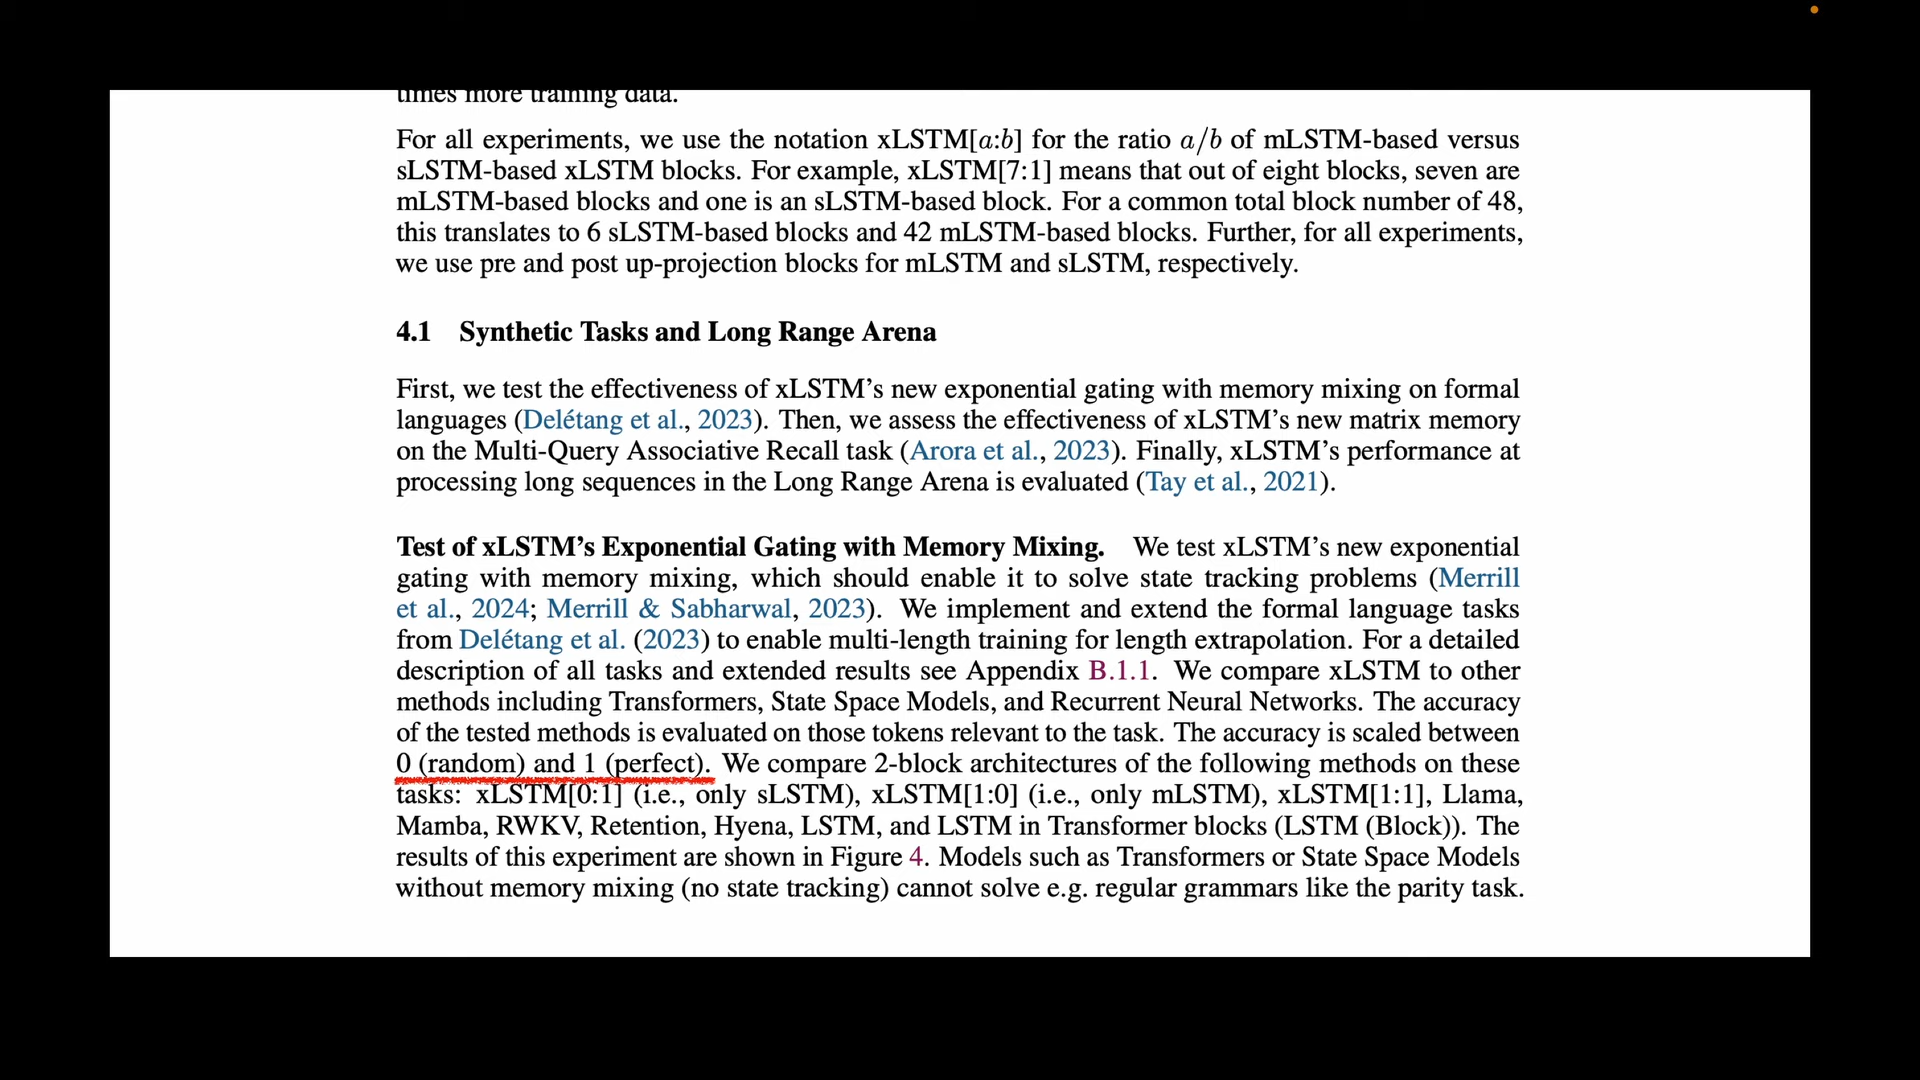 times more training data.
For all experiments, we use the notation xLSTM[a:b] for the ratio a/b of mLSTM-based versus
sLSTM-based xLSTM blocks. For example, xLSTM[7:1] means that out of eight blocks, seven are
mLSTM-based blocks and one is an sLSTM-based block. For a common total block number of 48,
this translates to 6 sLSTM-based blocks and 42 mLSTM-based blocks. Further, for all experiments,
we use pre and post up-projection blocks for mLSTM and sLSTM, respectively.
4.1 Synthetic Tasks and Long Range Arena
First, we test the effectiveness of xLSTM’s new exponential gating with memory mixing on formal
languages (Delétang et al., 2023). Then, we assess the effectiveness of xLSTM’s new matrix memory
on the Multi-Query Associative Recall task (Arora et al., 2023). Finally, xLSTM’s performance at
processing long sequences in the Long Range Arena is evaluated (Tay et al., 2021).
Test of xLSTM’s Exponential Gating with Memory Mixing. We test xLSTM’s new exponential
gating with memory mixing, which should enable it to solve state tracking problems (Merrill
et al., 2024; Merrill & Sabharwal, 2023). We implement and extend the formal language tasks
from Delétang et al. (2023) to enable multi-length training for length extrapolation. For a detailed
description of all tasks and extended results see Appendix B.1.1. We compare xLSTM to other
methods including Transformers, State Space Models, and Recurrent Neural Networks. The accuracy
of the tested methods is evaluated on those tokens relevant to the task. The accuracy is scaled between
0 (random) and 1 (perfect). We compare 2-block architectures of the following methods on these
tasks: xLSTM[0:1] (i.e., only sLSTM), xLSTM[1:0] (i.e., only mLSTM), xLSTM[1:1], Llama,
Mamba, RWKV, Retention, Hyena, LSTM, and LSTM in Transformer blocks (LSTM (Block)). The
results of this experiment are shown in Figure 4. Models such as Transformers or State Space Models
without memory mixing (no state tracking) cannot solve e.g. regular grammars like the parity task.